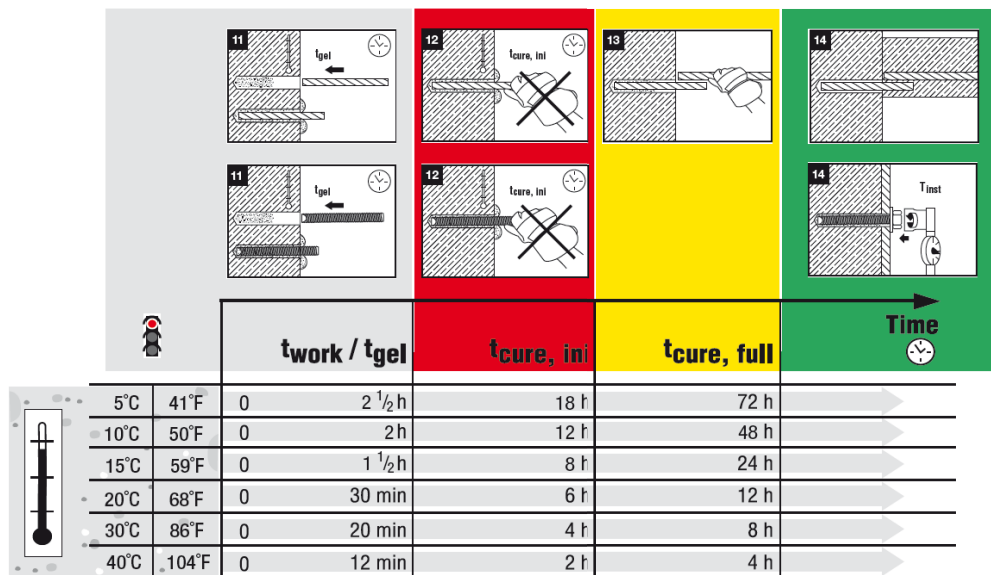 11 tgel
12 tcure, ini
13
14
11 tgel
12 tcure, ini
14 Tinst
Time
twork / tgel tcure, ini tcure, full
5°C 41°F 0 2 1/2 h 18 h 72 h
10°C 50°F 0 2 h 12 h 48 h
15°C 59°F 0 1 1/2 h 8 h 24 h
20°C 68°F 0 30 min 6 h 12 h
30°C 86°F 0 20 min 4 h 8 h
40°C 104°F 0 12 min 2 h 4 h